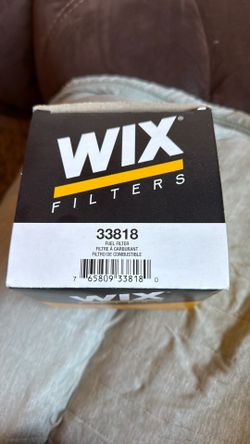 WIX®
FILTERS
33818
FUEL FILTER
FILTRE À CARBURANT
FILTRO DE COMBUSTIBLE
7 65809 33818 0